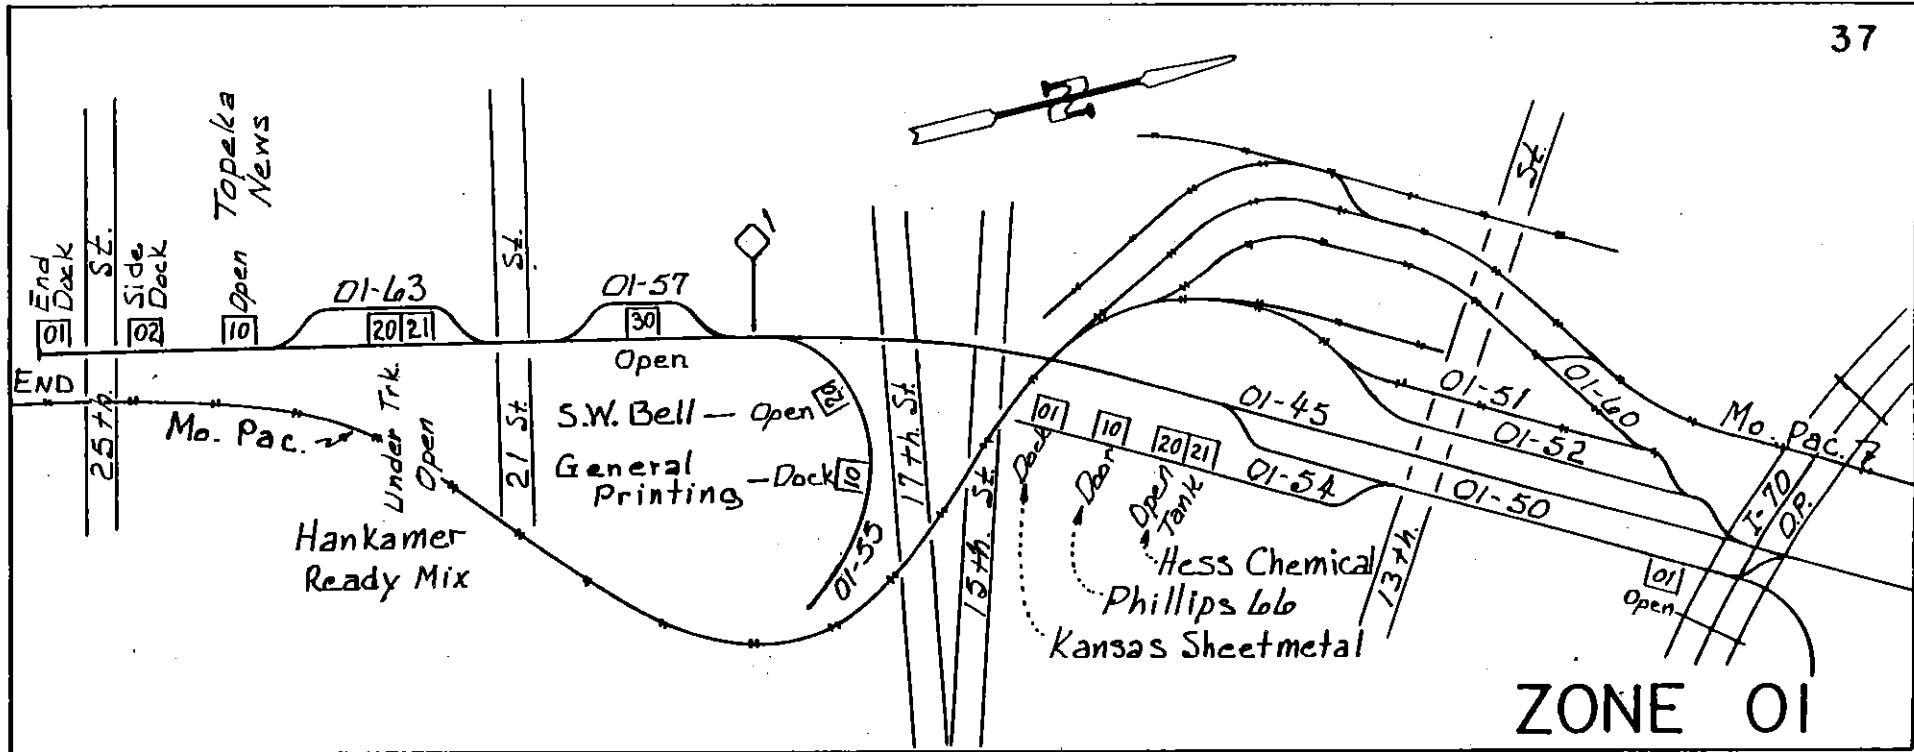 37
N
Topeka
News
End
Dock
St.
Side
Dock
Open
01-63
St.
01-57
1
St.
01
02
10
20 21
30
Open
END
25th.
Mo. Pac.
Under Trk.
Open
21 St.
S.W. Bell — Open 20
General
Printing — Dock 10
01-55
17th. St.
15th. St.
Hankamer
Ready Mix
01
10
20 21
Dock
Door
Open
Tank
01-45
01-54
01-51
01-52
01-60
01-50
Mo. Pac.
I-70
O.P.
13th.
01
Open
Hess Chemical
Phillips 66
Kansas Sheetmetal
ZONE 01